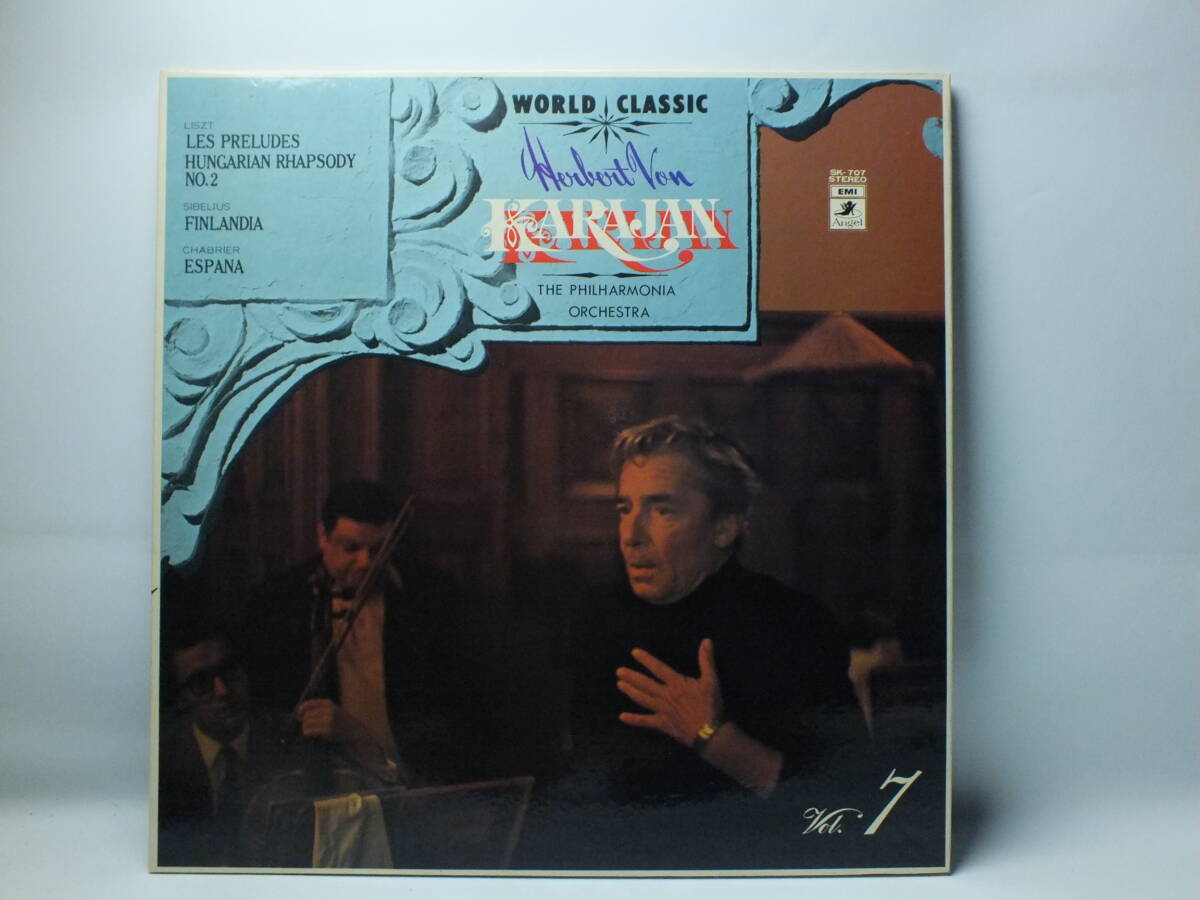 LISZT
LES PRELUDES
HUNGARIAN RHAPSODY
NO.2
SIBELIUS
FINLANDIA
CHABRIER
ESPANA
WORLD CLASSIC
Herbert Von
KARAJAN
THE PHILHARMONIA
ORCHESTRA
SK-707
STEREO
EMI
Angel
Vol. 7